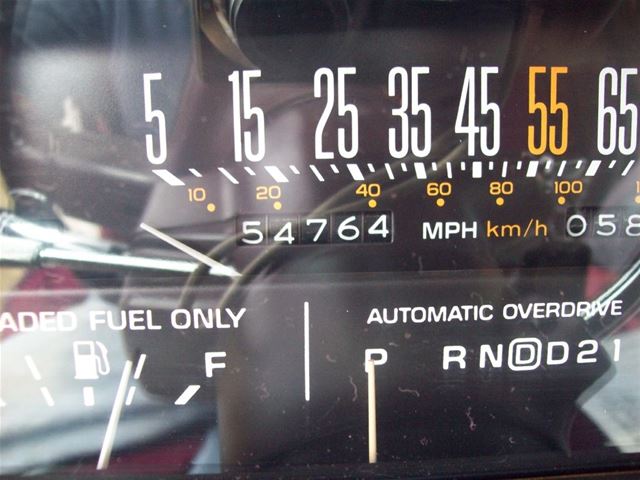 5 15 25 35 45 55 65
10 20 40 60 80 100
54764 MPH km/h 058
ADED FUEL ONLY AUTOMATIC OVERDRIVE
F P R N D D 2 1